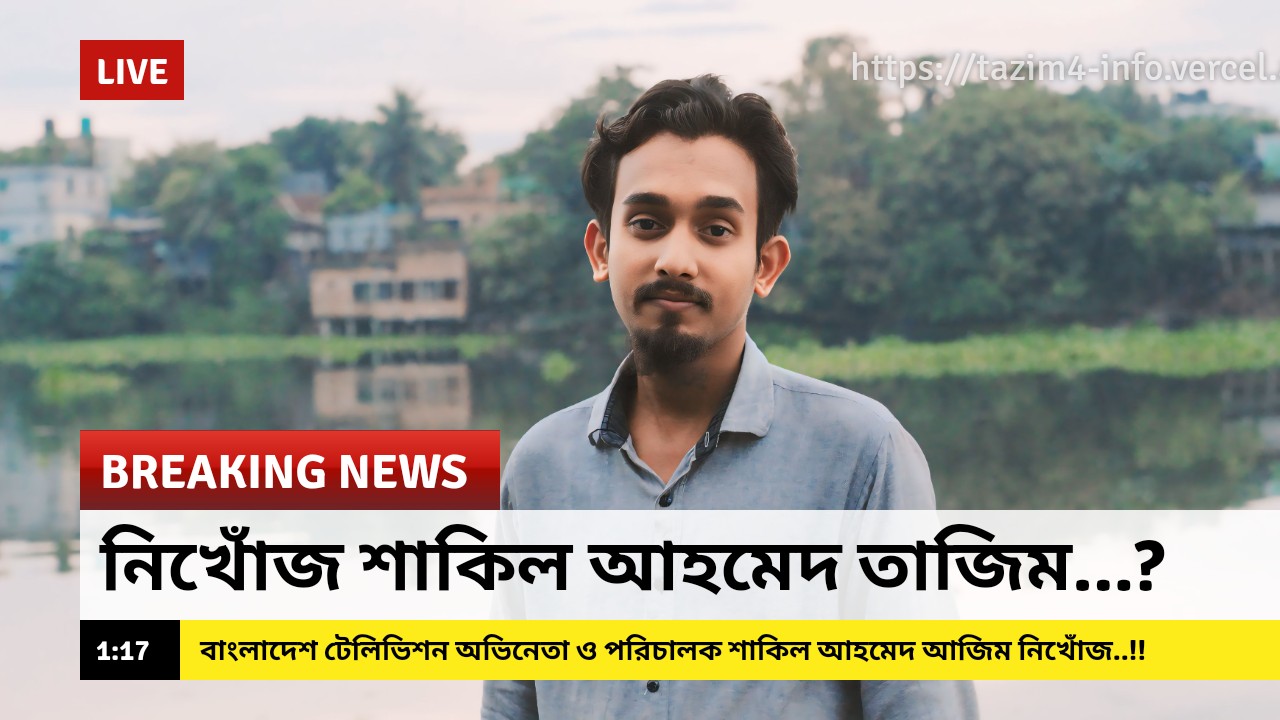 LIVE
https://tazim4-info.vercel.
BREAKING NEWS
নিখোঁজ শাকিল আহমেদ তাজিম...?
1:17
বাংলাদেশ টেলিভিশন অভিনেতা ও পরিচালক শাকিল আহমেদ আজিম নিখোঁজ..!!